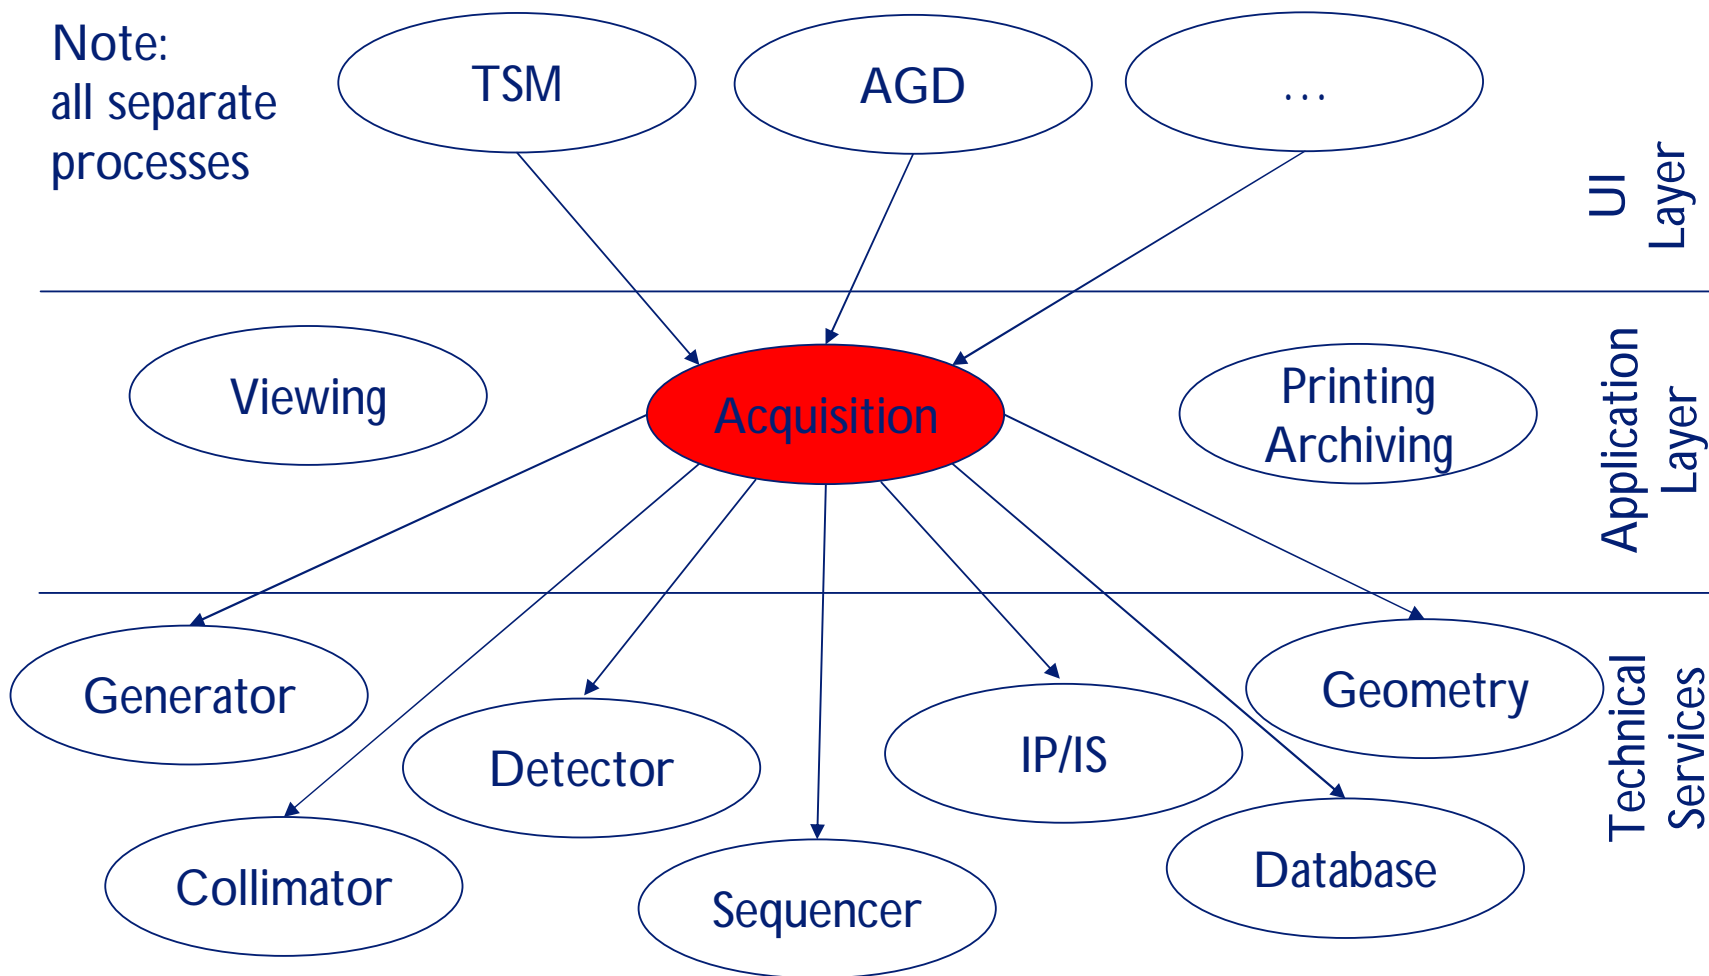 Note:
all separate
processes
TSM
AGD
...
UI
Layer
Viewing
Acquisition
Printing
Archiving
Application
Layer
Generator
Detector
IP/IS
Geometry
Collimator
Sequencer
Database
Technical
Services